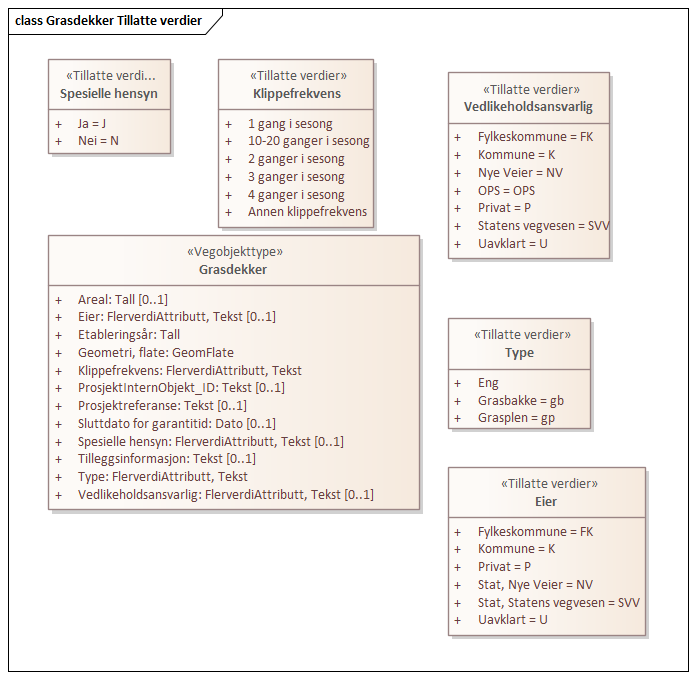 class Grasdekker Tillatte verdier
«Tillatte verdi...
Spesielle hensyn
+ Ja = J
+ Nei = N
«Tillatte verdier»
Klippefrekvens
+ 1 gang i sesong
+ 10-20 ganger i sesong
+ 2 ganger i sesong
+ 3 ganger i sesong
+ 4 ganger i sesong
+ Annen klippefrekvens
«Tillatte verdier»
Vedlikeholdsansvarlig
+ Fylkeskommune = FK
+ Kommune = K
+ Nye Veier = NV
+ OPS = OPS
+ Privat = P
+ Statens vegvesen = SVV
+ Uavklart = U
«Vegobjekttype»
Grasdekker
+ Areal: Tall [0..1]
+ Eier: FlerverdiAttributt, Tekst [0..1]
+ Etableringsår: Tall
+ Geometri, flate: GeomFlate
+ Klippefrekvens: FlerverdiAttributt, Tekst
+ ProsjektInternObjekt_ID: Tekst [0..1]
+ Prosjektreferanse: Tekst [0..1]
+ Sluttdato for garantitid: Dato [0..1]
+ Spesielle hensyn: FlerverdiAttributt, Tekst [0..1]
+ Tilleggsinformasjon: Tekst [0..1]
+ Type: FlerverdiAttributt, Tekst
+ Vedlikeholdsansvarlig: FlerverdiAttributt, Tekst [0..1]
«Tillatte verdier»
Type
+ Eng
+ Grasbakke = gb
+ Grasplen = gp
«Tillatte verdier»
Eier
+ Fylkeskommune = FK
+ Kommune = K
+ Privat = P
+ Stat, Nye Veier = NV
+ Stat, Statens vegvesen = SVV
+ Uavklart = U